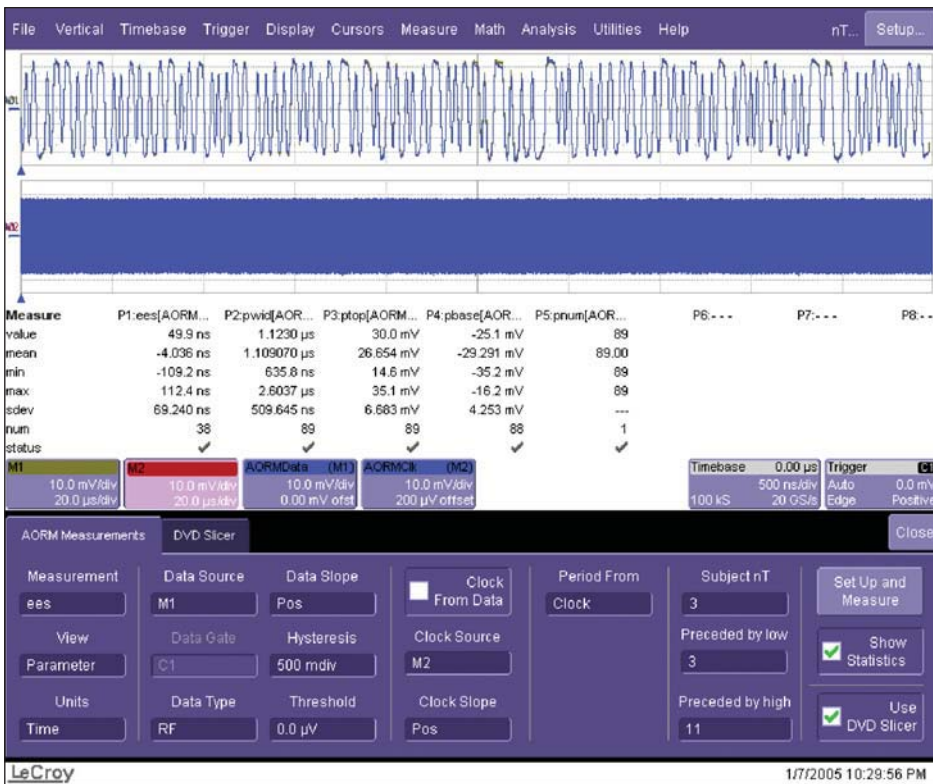 File Vertical Timebase Trigger Display Cursors Measure Math Analysis Utilities Help nT... Setup...
Measure P1:ees[AORM... P2:pwid[AOR... P3:ptop[AORM... P4:pbase[AOR... P5:pnum[AOR... P6:- - - P7:- - - P8:- -
value 49.9 ns 1.1230 µs 30.0 mV -25.1 mV 89
mean -4.036 ns 1.109070 µs 26.654 mV -29.291 mV 89.00
min -109.2 ns 635.8 ns 14.6 mV -35.2 mV 89
max 112.4 ns 2.6037 µs 35.1 mV -16.2 mV 89
sdev 69.240 ns 509.645 ns 6.683 mV 4.253 mV ---
num 38 89 89 88 1
status
M1 M2 AORMData (M1) AORMClk (M2) Timebase 0.00 µs Trigger C1
10.0 mV/div 10.0 mV/div 10.0 mV/div 10.0 mV/div 500 ns/div Auto 0.0 mV
20.0 µs/div 20.0 µs/div 0.00 mV ofst 200 µV offset 100 kS 20 GS/s Edge Positive
AORM Measurements DVD Slicer Close
Measurement Data Source Data Slope Clock From Data Period From Subject nT Set Up and Measure
ees M1 Pos Clock 3
View Data Gate Hysteresis Clock Source Preceded by low Show Statistics
Parameter C1 500 mdiv M2 3
Units Data Type Threshold Clock Slope Preceded by high Use DVD Slicer
Time RF 0.0 µV Pos 11
LeCroy 1/7/2005 10:29:56 PM